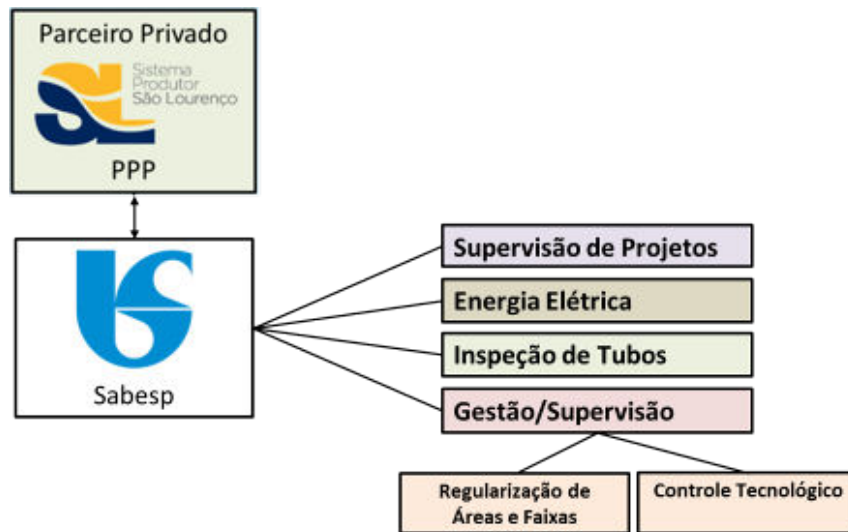 Parceiro Privado
Sistema
Produtor
São Lourenço
SL
PPP
Sabesp
Supervisão de Projetos
Energia Elétrica
Inspeção de Tubos
Gestão/Supervisão
Regularização de
Áreas e Faixas
Controle Tecnológico